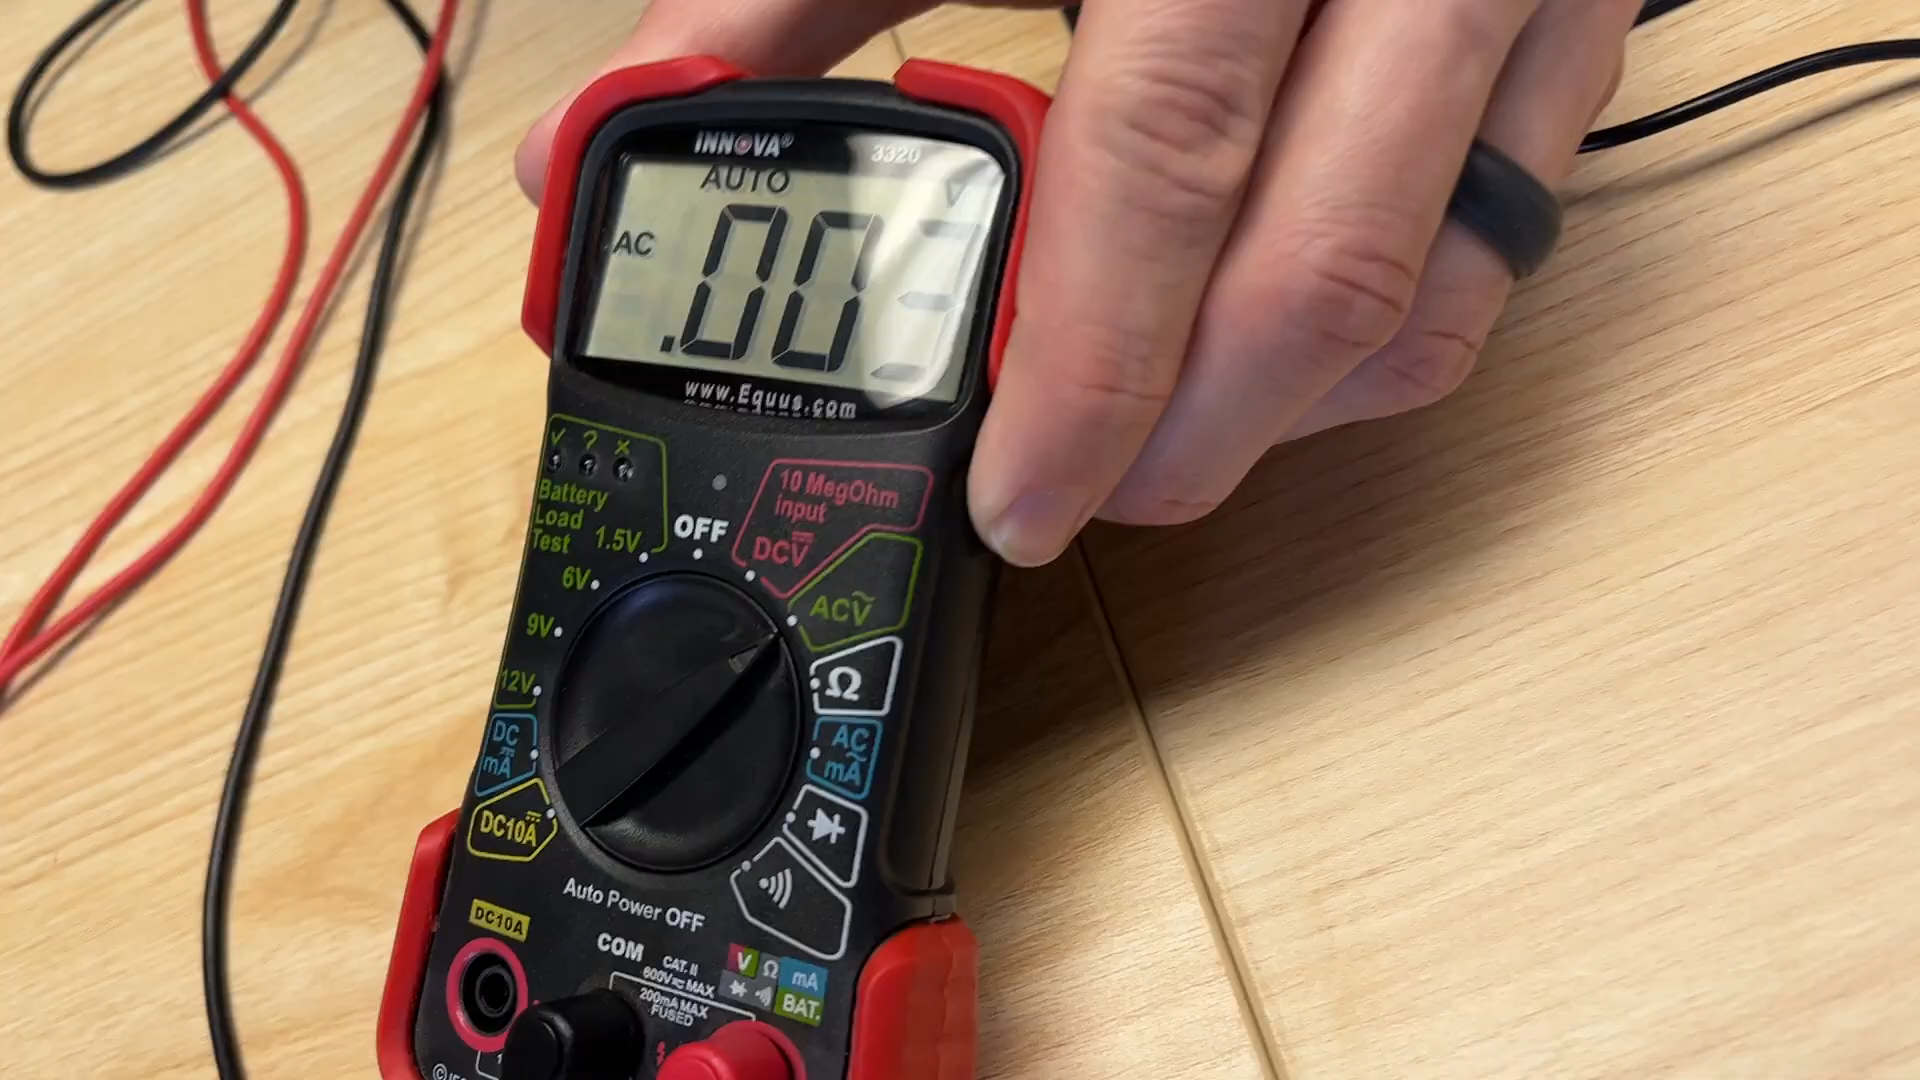 INNOVA®
3320
AUTO
V
AC
.00
www.Equus.com
✓ ? ×
Battery
Load
Test
1.5V
OFF
10 MegOhm
input
DCV
6V
ACV
9V
Ω
12V
DC
mA
AC
mA
DC10A
Auto Power OFF
DC10A
COM
CAT. II
600V MAX
200mA MAX
FUSED
V Ω mA
BAT.